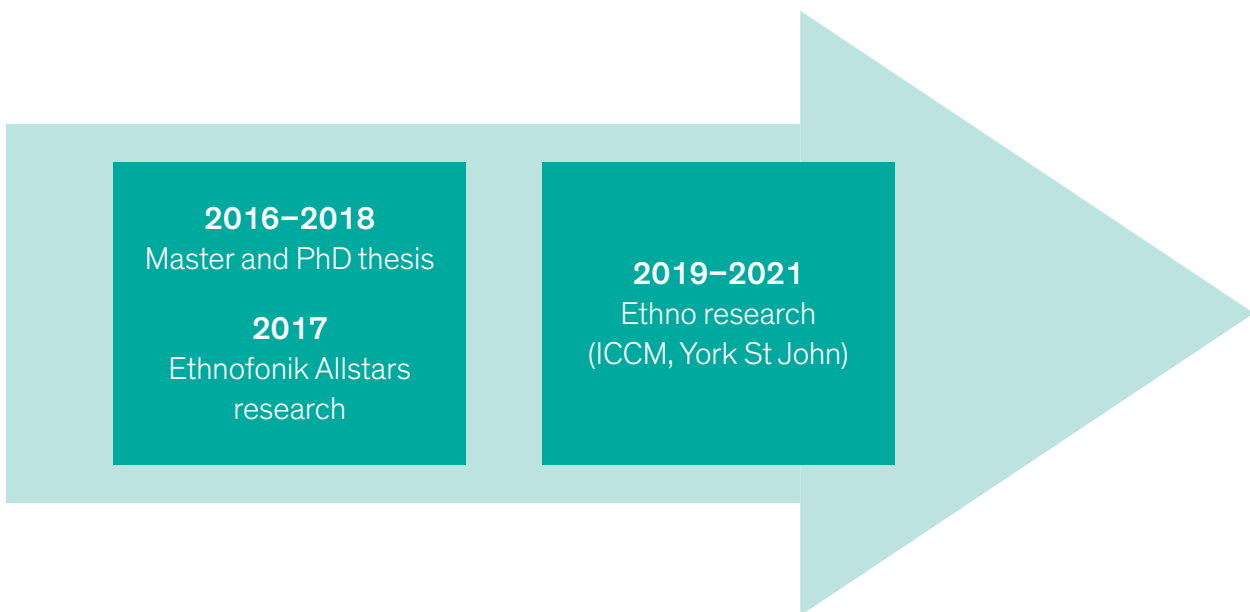 2016–2018
Master and PhD thesis
2017
Ethnofonik Allstars
research
2019–2021
Ethno research
(ICCM, York St John)